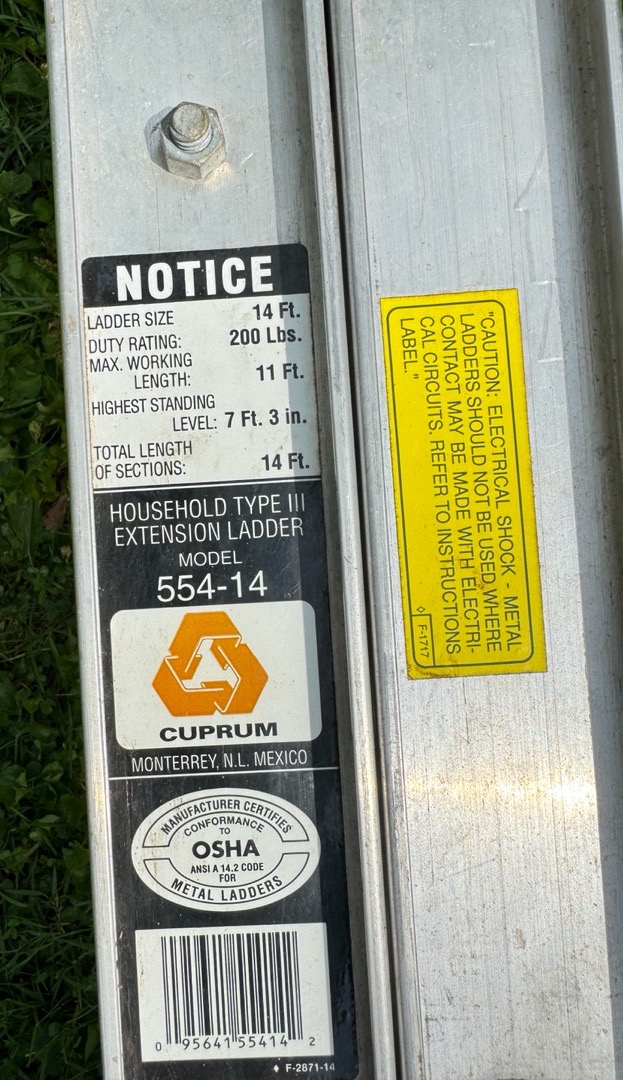 NOTICE
LADDER SIZE 14 Ft.
DUTY RATING: 200 Lbs.
MAX. WORKING
LENGTH: 11 Ft.
HIGHEST STANDING
LEVEL: 7 Ft. 3 in.
TOTAL LENGTH
OF SECTIONS: 14 Ft.
HOUSEHOLD TYPE III
EXTENSION LADDER
MODEL
554-14
CUPRUM
MONTERREY, N.L. MEXICO
MANUFACTURER CERTIFIES
CONFORMANCE
TO
OSHA
ANSI A 14.2 CODE
FOR
METAL LADDERS
0 95641 55414 2
F-2871-14
"CAUTION: ELECTRICAL SHOCK - METAL
LADDERS SHOULD NOT BE USED WHERE
CONTACT MAY BE MADE WITH ELECTRI-
CAL CIRCUITS. REFER TO INSTRUCTIONS
LABEL."
F-1717